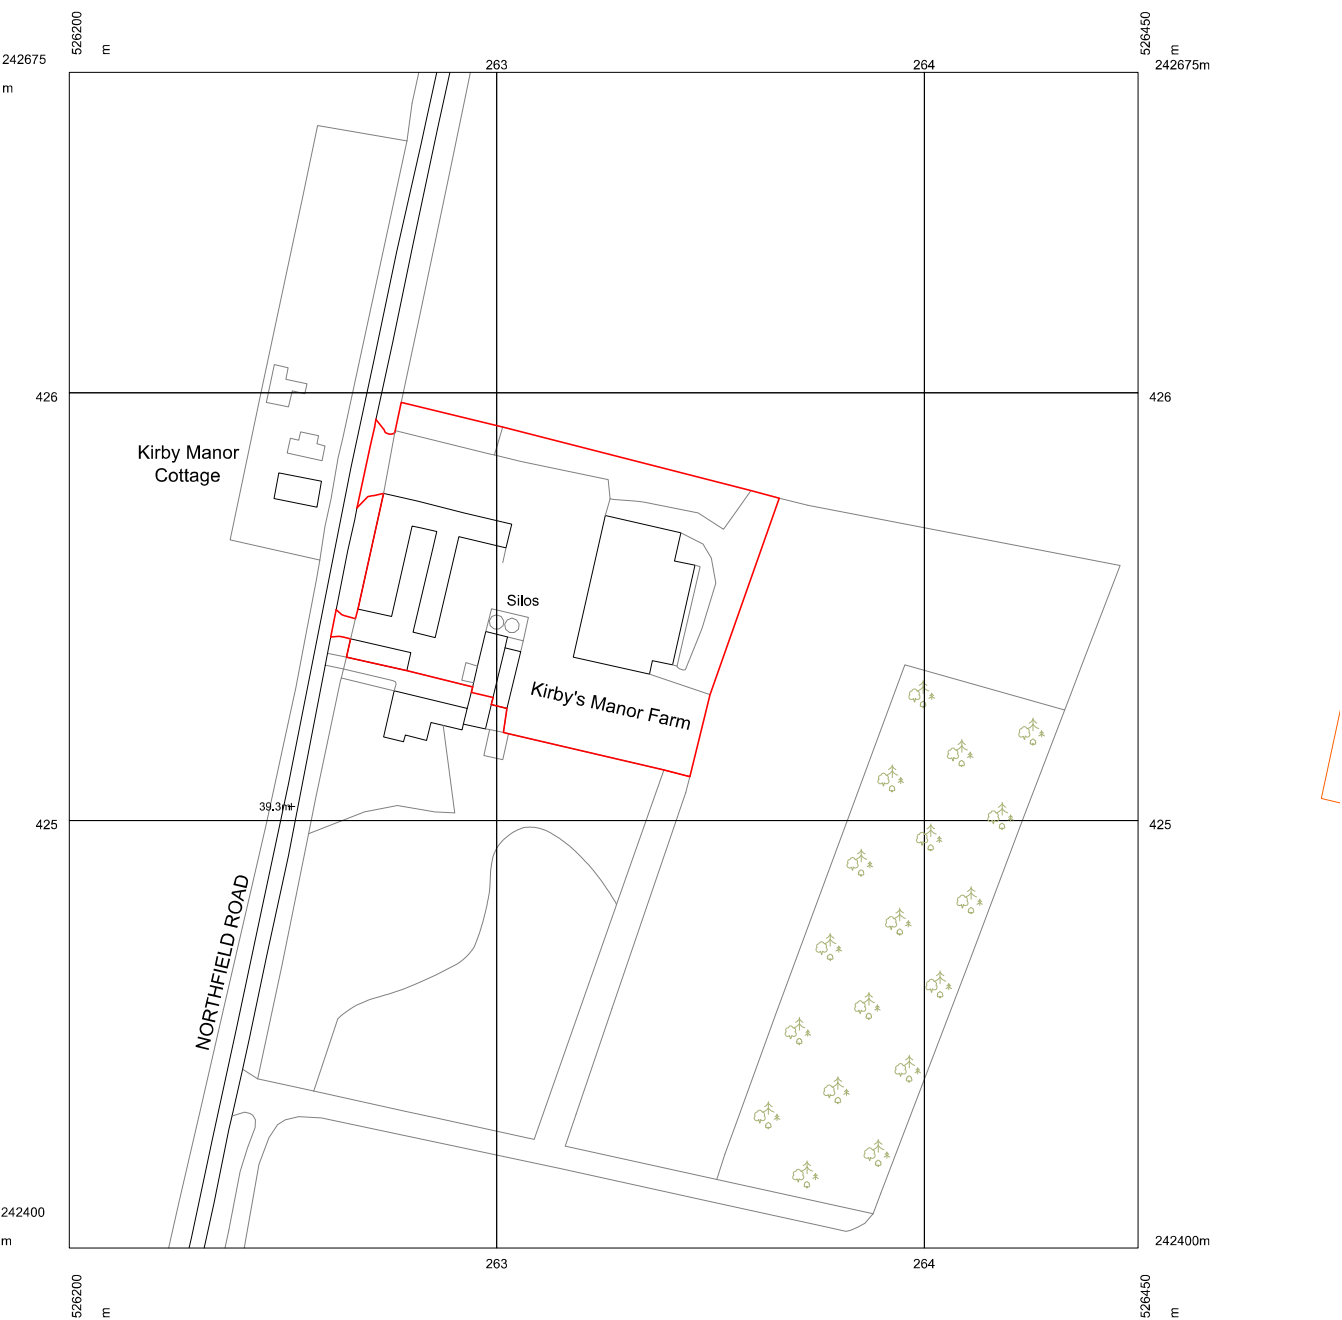 526200
m
526450
m
242675
m
263
264
242675m
426
426
Kirby Manor
Cottage
Silos
Kirby's Manor Farm
39.3m+
425
425
NORTHFIELD ROAD
242400
m
242400m
263
264
526200
m
526450
m